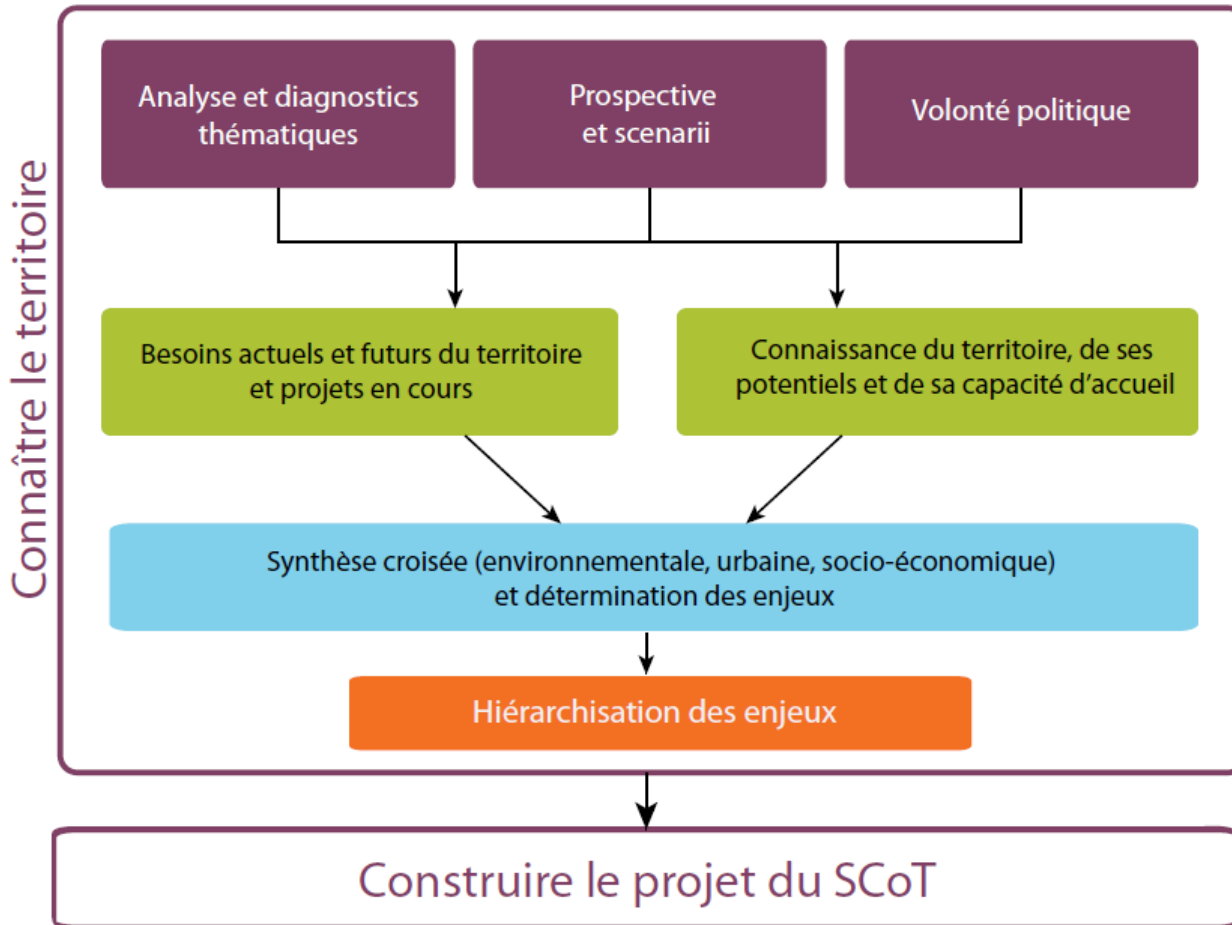 Connaître le territoire
Analyse et diagnostics
thématiques
Prospective
et scenarii
Volonté politique
Besoins actuels et futurs du territoire
et projets en cours
Connaissance du territoire, de ses
potentiels et de sa capacité d’accueil
Synthèse croisée (environnementale, urbaine, socio-économique)
et détermination des enjeux
Hiérarchisation des enjeux
Construire le projet du SCoT